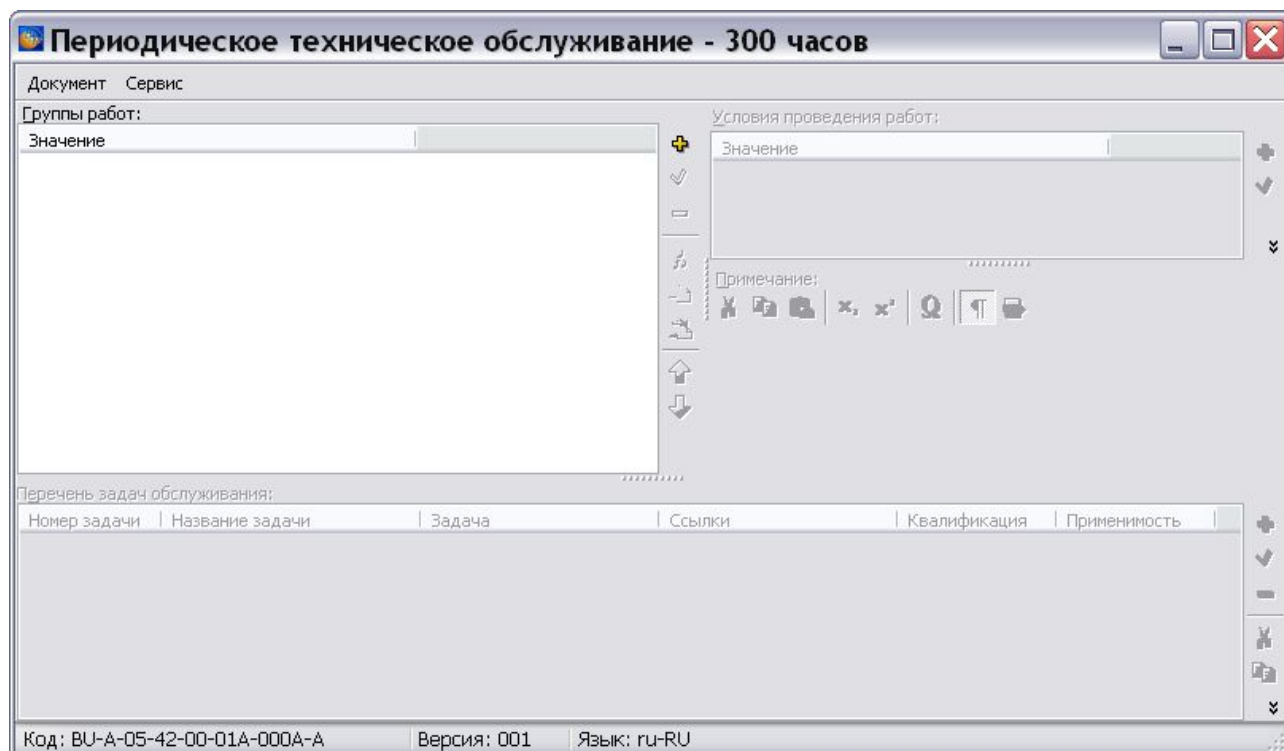 Периодическое техническое обслуживание - 300 часов
Документ Сервис
Группы работ:
Значение
Условия проведения работ:
Значение
Примечание:
Перечень задач обслуживания:
Номер задачи Название задачи Задача Ссылки Квалификация Применимость
Код: BU-A-05-42-00-01A-000A-A Версия: 001 Язык: ru-RU